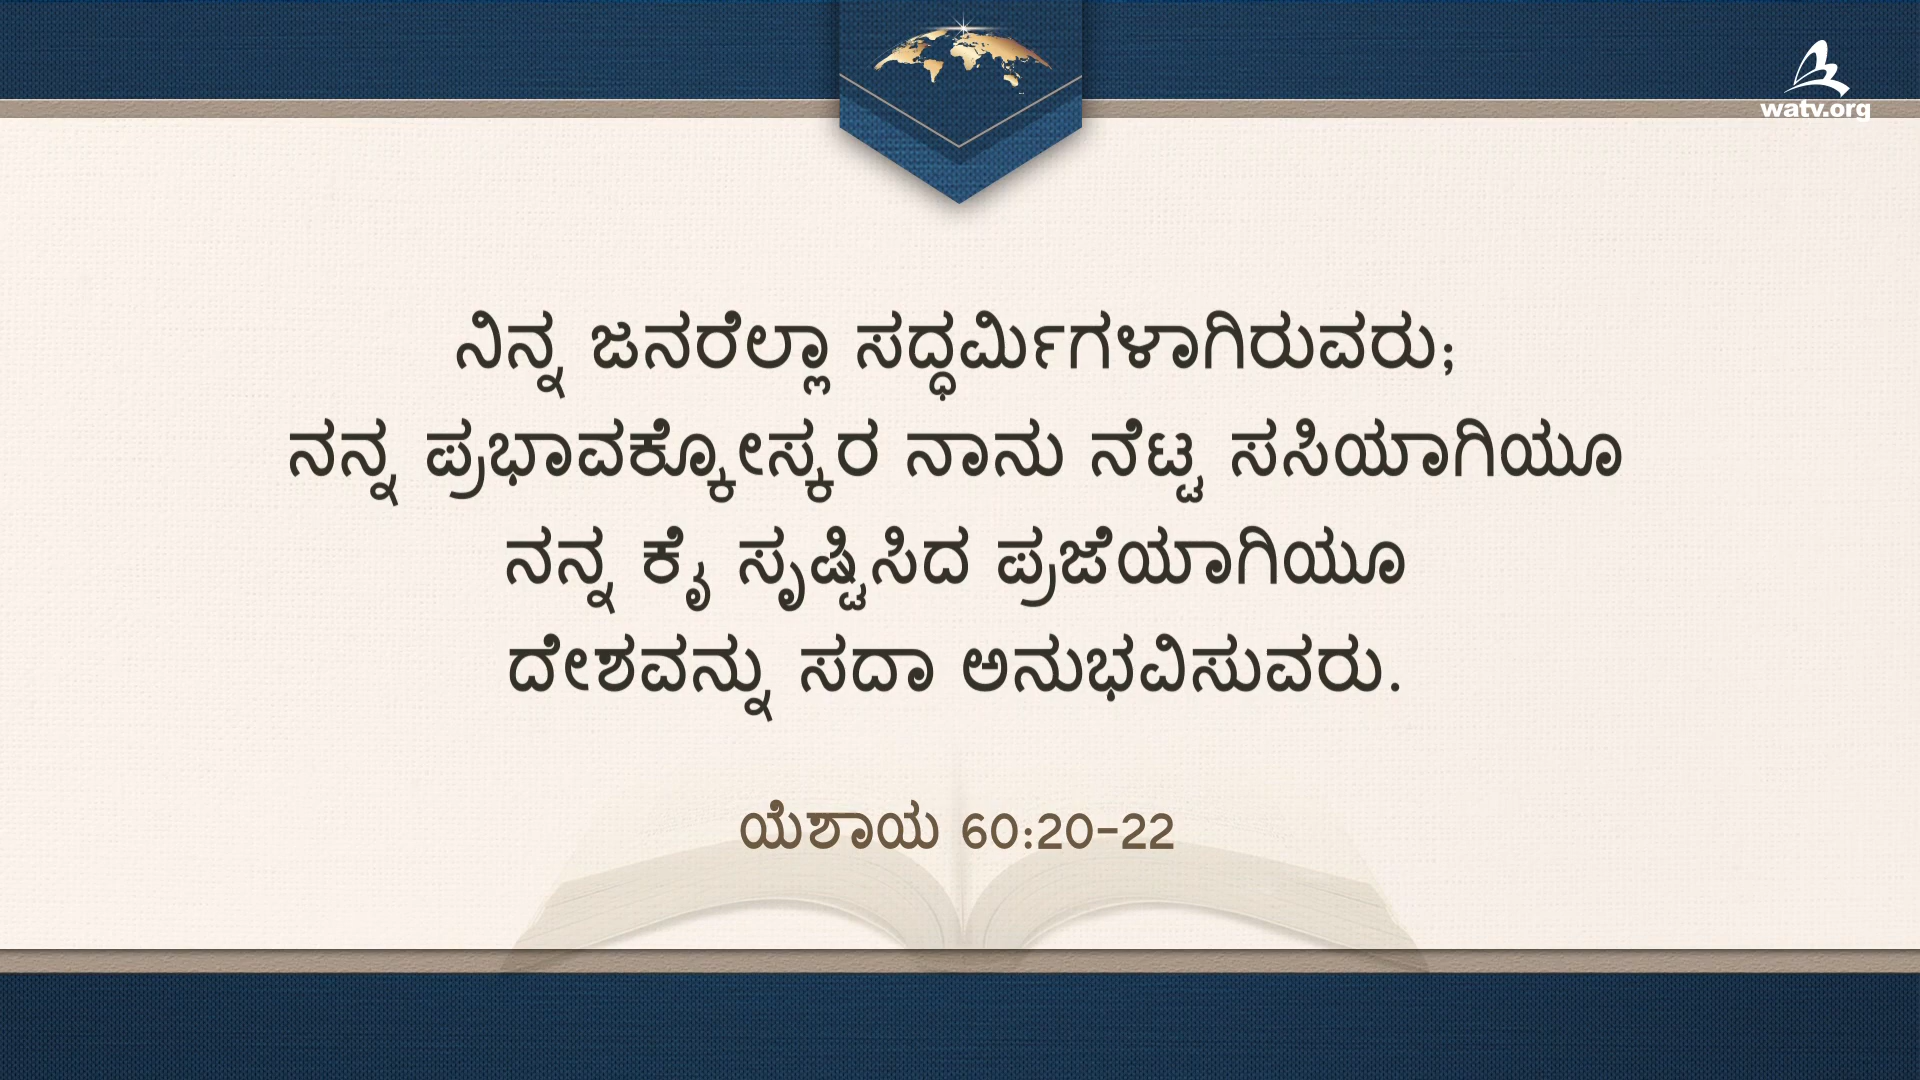 watv.org
ನಿನ್ನ ಜನರೆಲ್ಲಾ ಸದ್ಧರ್ಮಿಗಳಾಗಿರುವರು;
ನನ್ನ ಪ್ರಭಾವಕ್ಕೋಸ್ಕರ ನಾನು ನೆಟ್ಟ ಸಸಿಯಾಗಿಯೂ
ನನ್ನ ಕೈ ಸೃಷ್ಟಿಸಿದ ಪ್ರಜೆಯಾಗಿಯೂ
ದೇಶವನ್ನು ಸದಾ ಅನುಭವಿಸುವರು.
ಯೆಶಾಯ 60:20-22